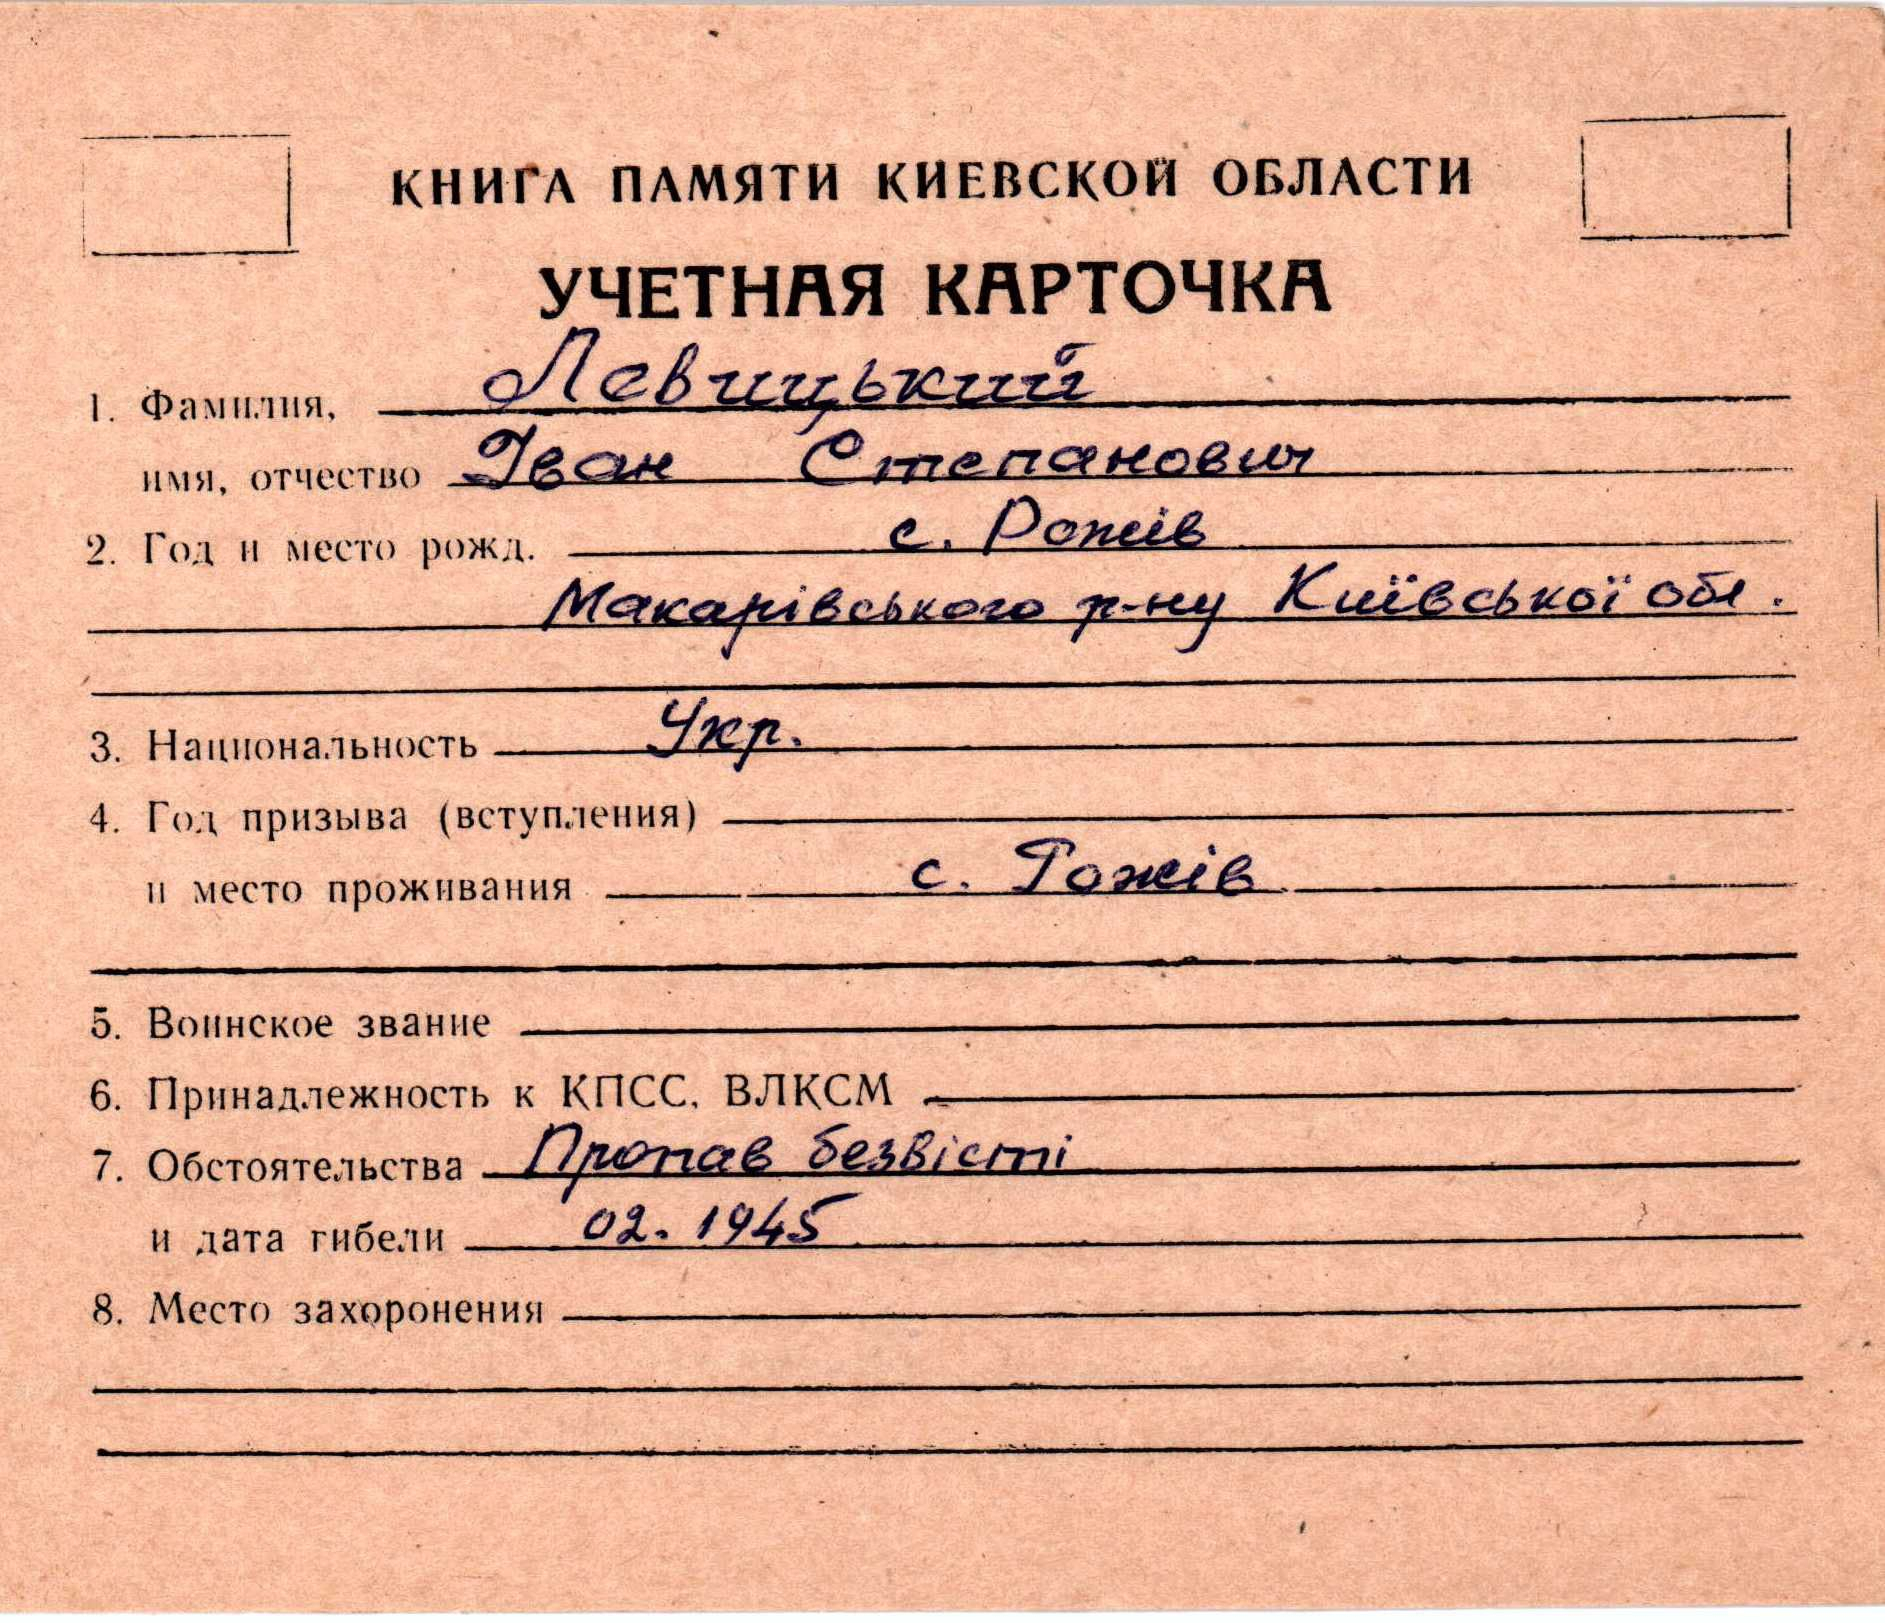 КНИГА ПАМЯТИ КИЕВСКОЙ ОБЛАСТИ
УЧЕТНАЯ КАРТОЧКА
1. Фамилия, Левицький
имя, отчество Іван Степанович
2. Год и место рожд. с. Рожів
Макарівського р-ну Київської обл.
3. Национальность Укр.
4. Год призыва (вступления)
и место проживания с. Рожів
5. Воинское звание
6. Принадлежность к КПСС, ВЛКСМ
7. Обстоятельства Пропав безвісті
и дата гибели 02. 1945
8. Место захоронения